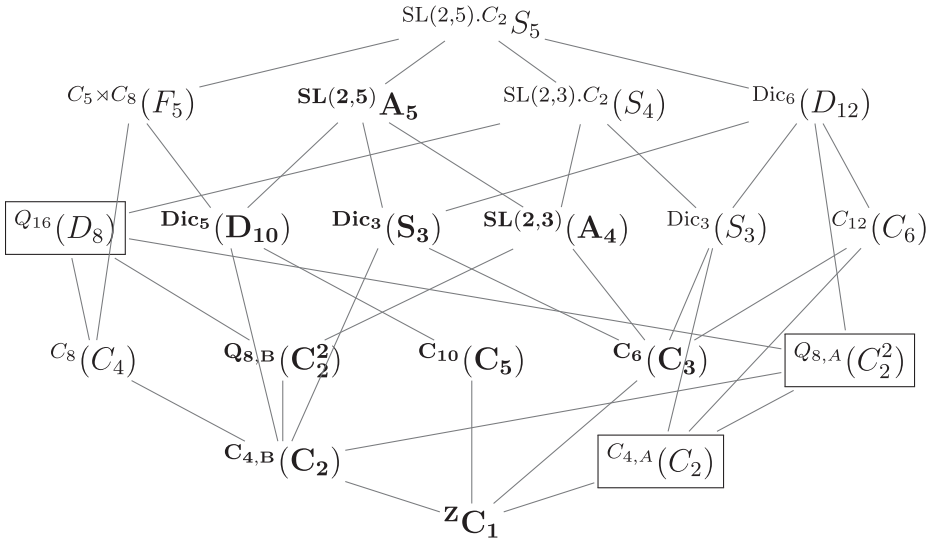 SL(2,5).C₂ S₅
C₅⋊C₈ (F₅) SL(2,5) A₅ SL(2,3).C₂ (S₄) Dic₆ (D₁₂)
Q₁₆ (D₈) Dic₅ (D₁₀) Dic₃ (S₃) SL(2,3) (A₄) Dic₃ (S₃) C₁₂ (C₆)
C₈ (C₄) Q₈,B (C₂²) C₁₀ (C₅) C₆ (C₃) Q₈,A (C₂²)
C₄,B (C₂) C₄,A (C₂)
Z C₁